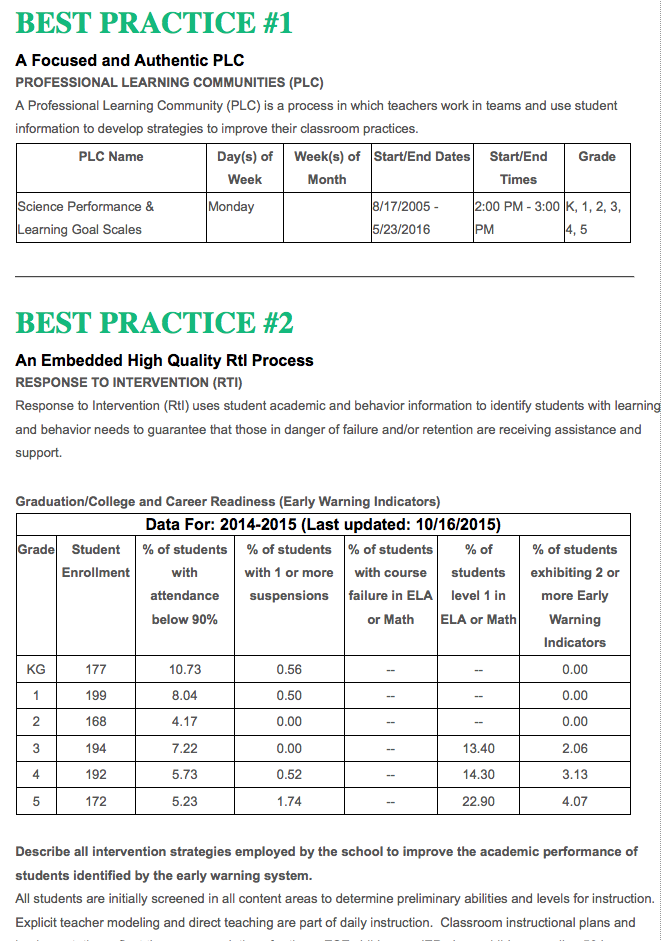 BEST PRACTICE #1
A Focused and Authentic PLC
PROFESSIONAL LEARNING COMMUNITIES (PLC)
A Professional Learning Community (PLC) is a process in which teachers work in teams and use student
information to develop strategies to improve their classroom practices.
PLC Name Day(s) of Week(s) of Start/End Dates Start/End Grade
Week Month Times
Science Performance & Monday 8/17/2005 - 2:00 PM - 3:00 K, 1, 2, 3,
Learning Goal Scales 5/23/2016 PM 4, 5
BEST PRACTICE #2
An Embedded High Quality RtI Process
RESPONSE TO INTERVENTION (RTI)
Response to Intervention (RtI) uses student academic and behavior information to identify students with learning
and behavior needs to guarantee that those in danger of failure and/or retention are receiving assistance and
support.
Graduation/College and Career Readiness (Early Warning Indicators)
Data For: 2014-2015 (Last updated: 10/16/2015)
Grade Student % of students % of students % of students % of % of students
Enrollment with with 1 or more with course students exhibiting 2 or
attendance suspensions failure in ELA level 1 in more Early
below 90% or Math ELA or Math Warning
Indicators
KG 177 10.73 0.56 -- -- 0.00
1 199 8.04 0.50 -- -- 0.00
2 168 4.17 0.00 -- -- 0.00
3 194 7.22 0.00 -- 13.40 2.06
4 192 5.73 0.52 -- 14.30 3.13
5 172 5.23 1.74 -- 22.90 4.07
Describe all intervention strategies employed by the school to improve the academic performance of
students identified by the early warning system.
All students are initially screened in all content areas to determine preliminary abilities and levels for instruction.
Explicit teacher modeling and direct teaching are part of daily instruction. Classroom instructional plans and